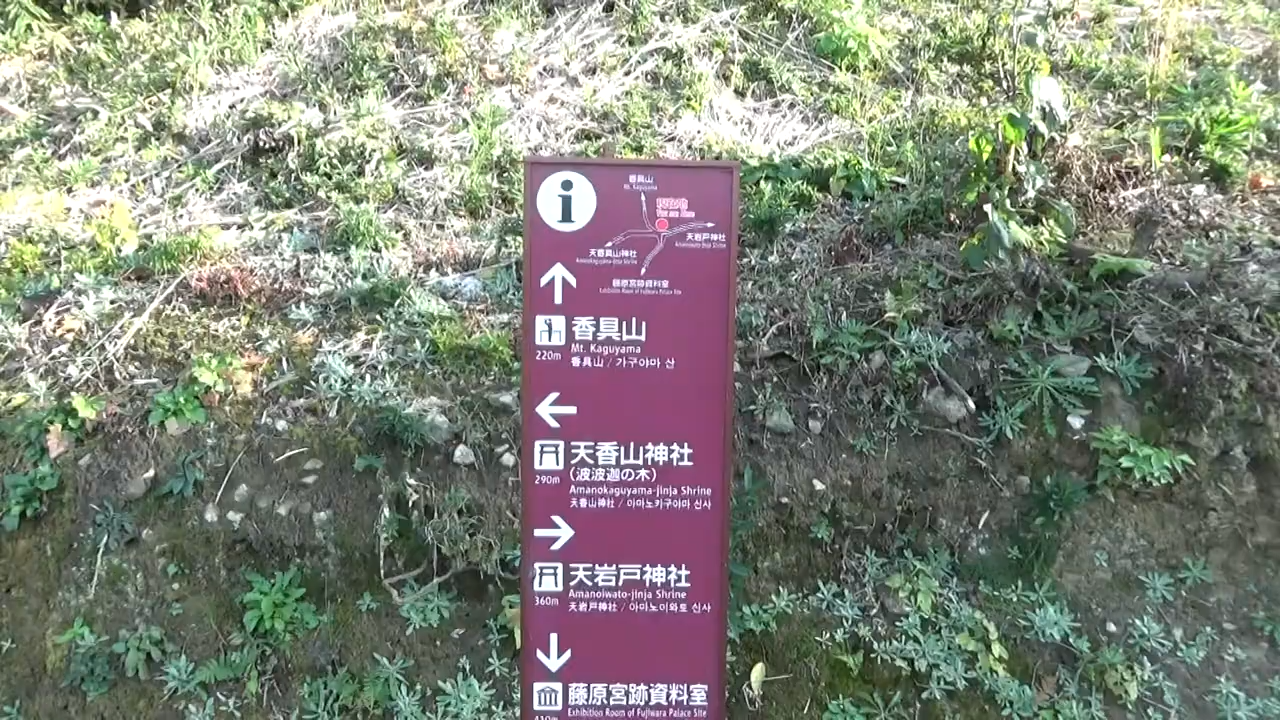 i
香具山
Mt. Kaguyama
現在地
You are here
天岩戸神社
Amanoiwato-jinja Shrine
天香具山神社
Amanokaguyama-jinja Shrine
藤原宮跡資料室
Exhibition Room of Fujiwara Palace Site
↑
香具山
220m
Mt. Kaguyama
香具山 / 가구야마 산
←
天香山神社
(波波迦の木)
290m
Amanokaguyama-jinja Shrine
天香山神社 / 아마노카구야마 신사
→
天岩戸神社
360m
Amanoiwato-jinja Shrine
天岩戸神社 / 아마노이와토 신사
↓
藤原宮跡資料室
Exhibition Room of Fujiwara Palace Site